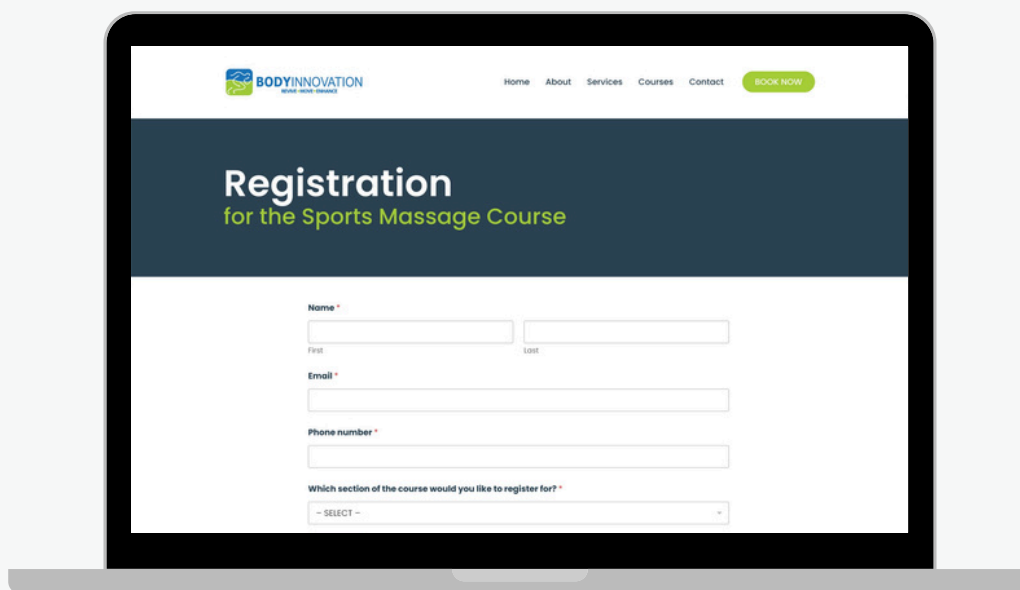 BODYINNOVATION
REVIVE • MOVE • ENHANCE
Home About Services Courses Contact BOOK NOW
Registration
for the Sports Massage Course
Name *
First Last
Email *
Phone number *
Which section of the course would you like to register for? *
– SELECT –